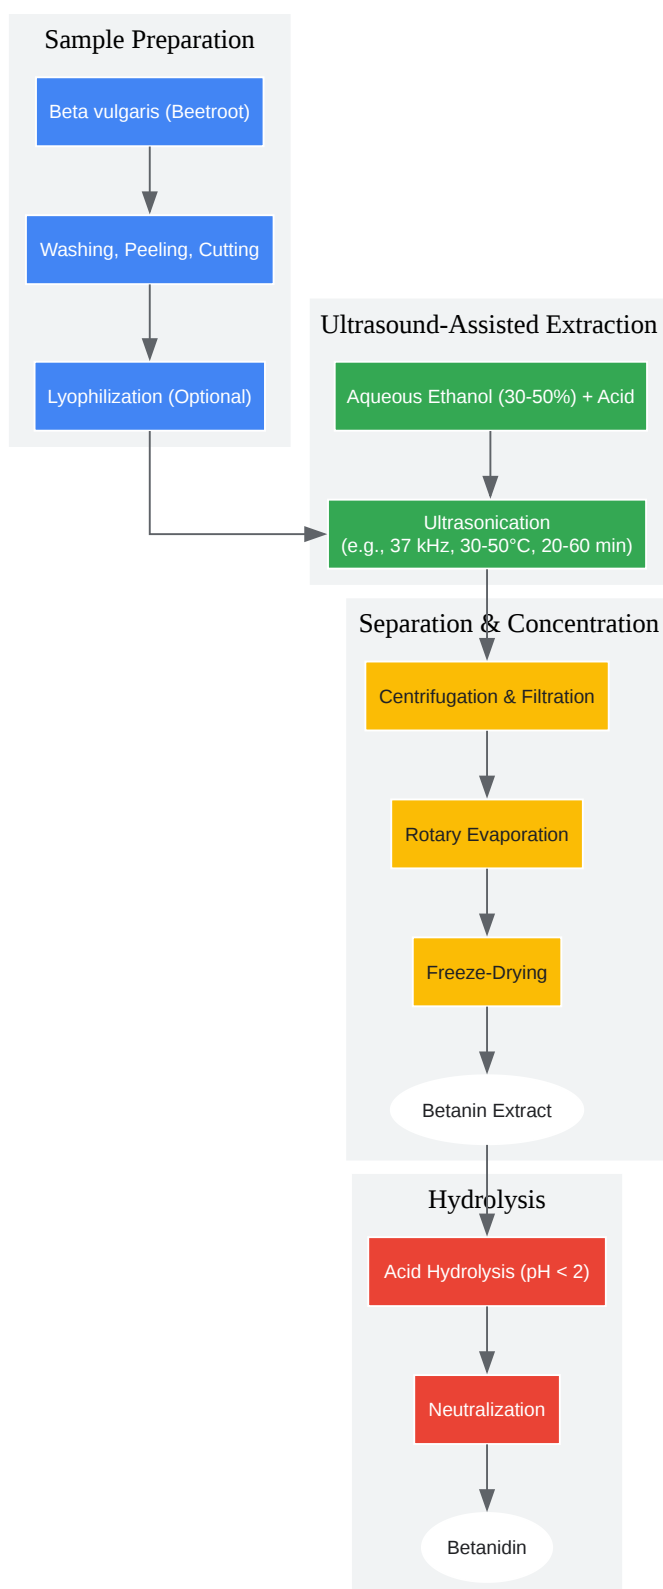 Sample Preparation
Beta vulgaris (Beetroot)
Washing, Peeling, Cutting
Lyophilization (Optional)
Ultrasound-Assisted Extraction
Aqueous Ethanol (30-50%) + Acid
Ultrasonication
(e.g., 37 kHz, 30-50°C, 20-60 min)
Separation & Concentration
Centrifugation & Filtration
Rotary Evaporation
Freeze-Drying
Betanin Extract
Hydrolysis
Acid Hydrolysis (pH < 2)
Neutralization
Betanidin